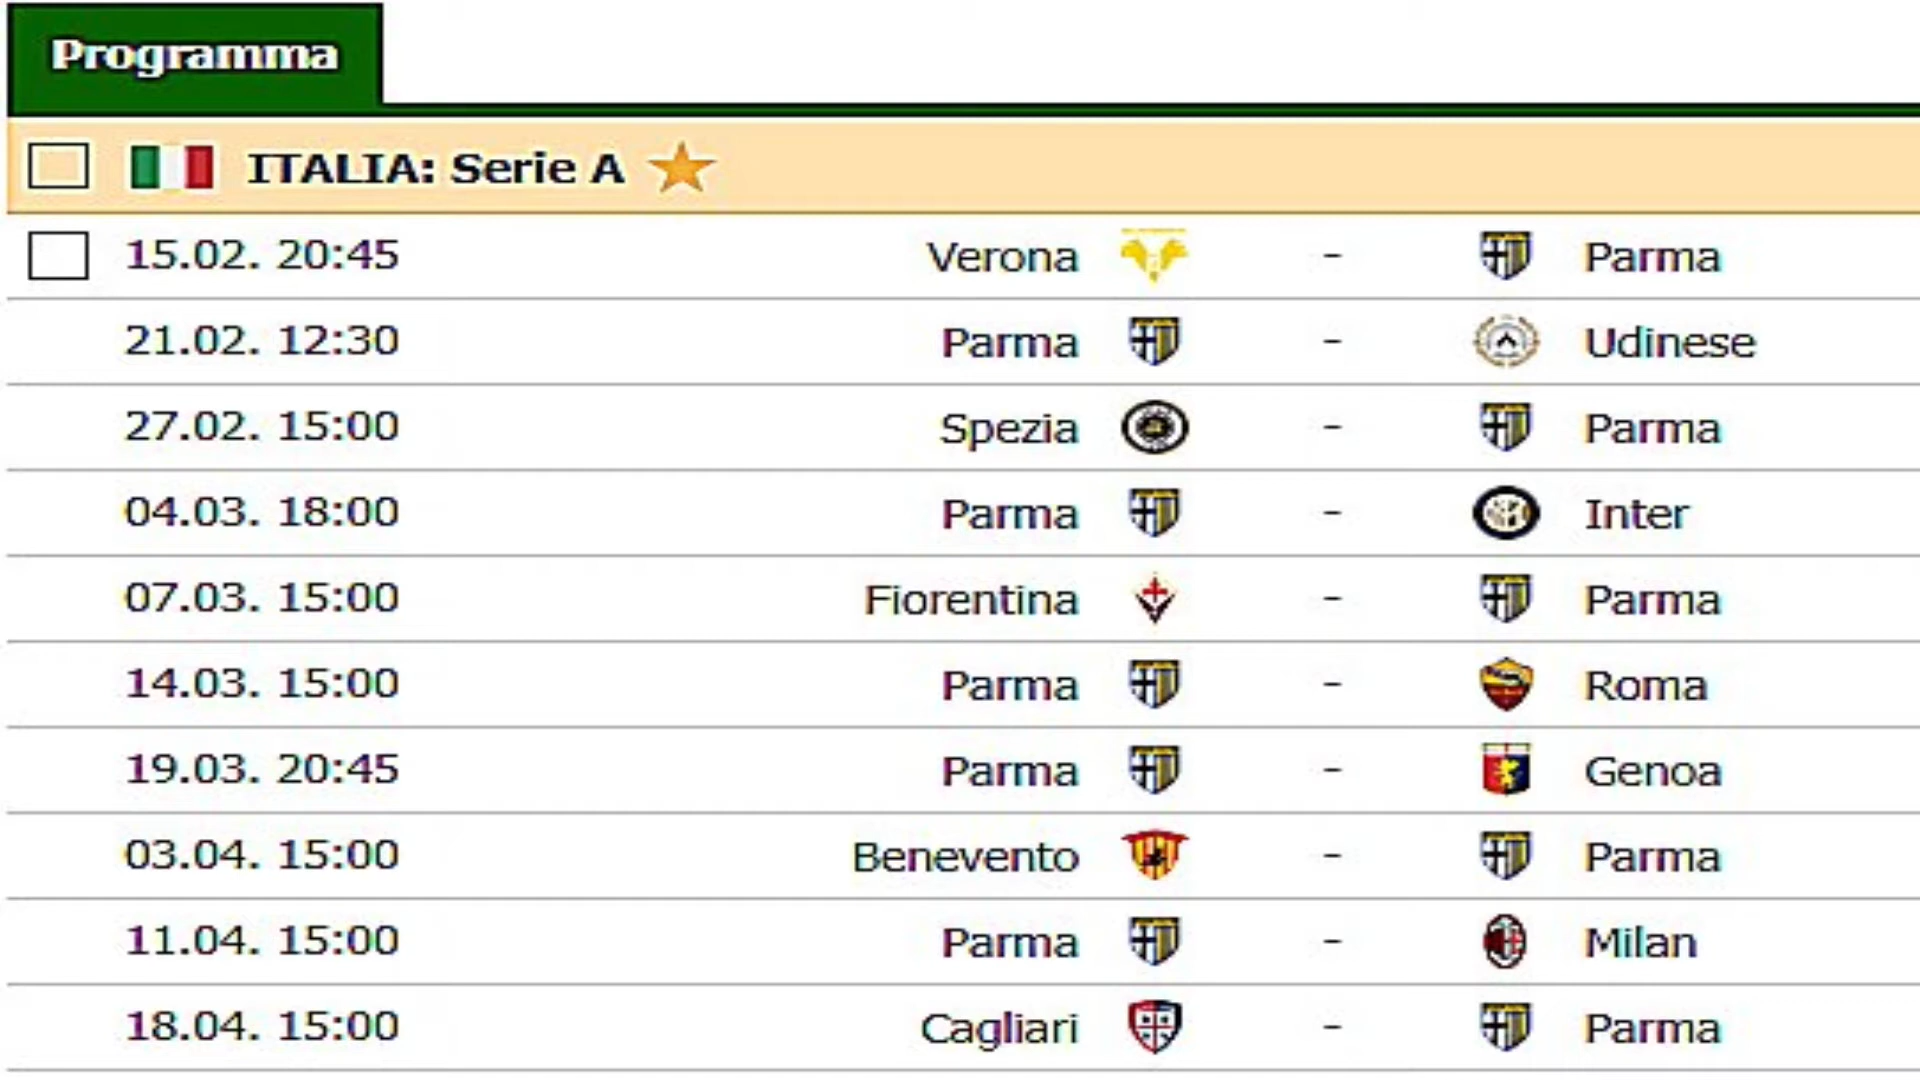 Programma
ITALIA: Serie A
15.02. 20:45 Verona - Parma
21.02. 12:30 Parma - Udinese
27.02. 15:00 Spezia - Parma
04.03. 18:00 Parma - Inter
07.03. 15:00 Fiorentina - Parma
14.03. 15:00 Parma - Roma
19.03. 20:45 Parma - Genoa
03.04. 15:00 Benevento - Parma
11.04. 15:00 Parma - Milan
18.04. 15:00 Cagliari - Parma